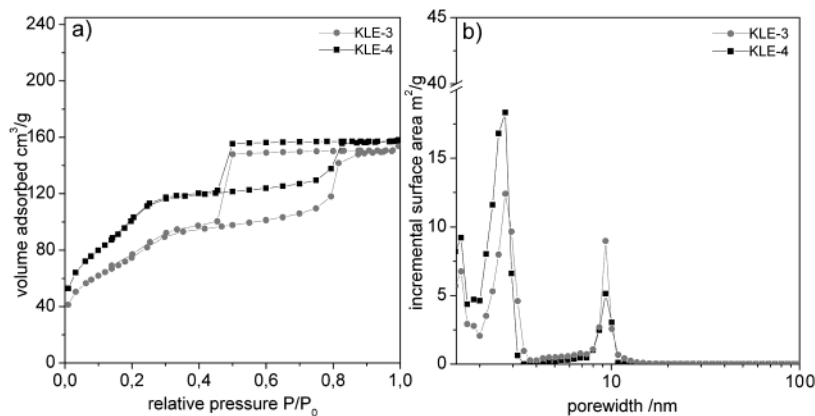 a)
KLE-3
KLE-4
240
200
160
120
80
40
0
volume adsorbed cm³/g
0,0
0,2
0,4
0,6
0,8
1,0
relative pressure P/P₀
b)
KLE-3
KLE-4
45
40
15
10
5
0
incremental surface area m²/g
10
100
porewidth /nm